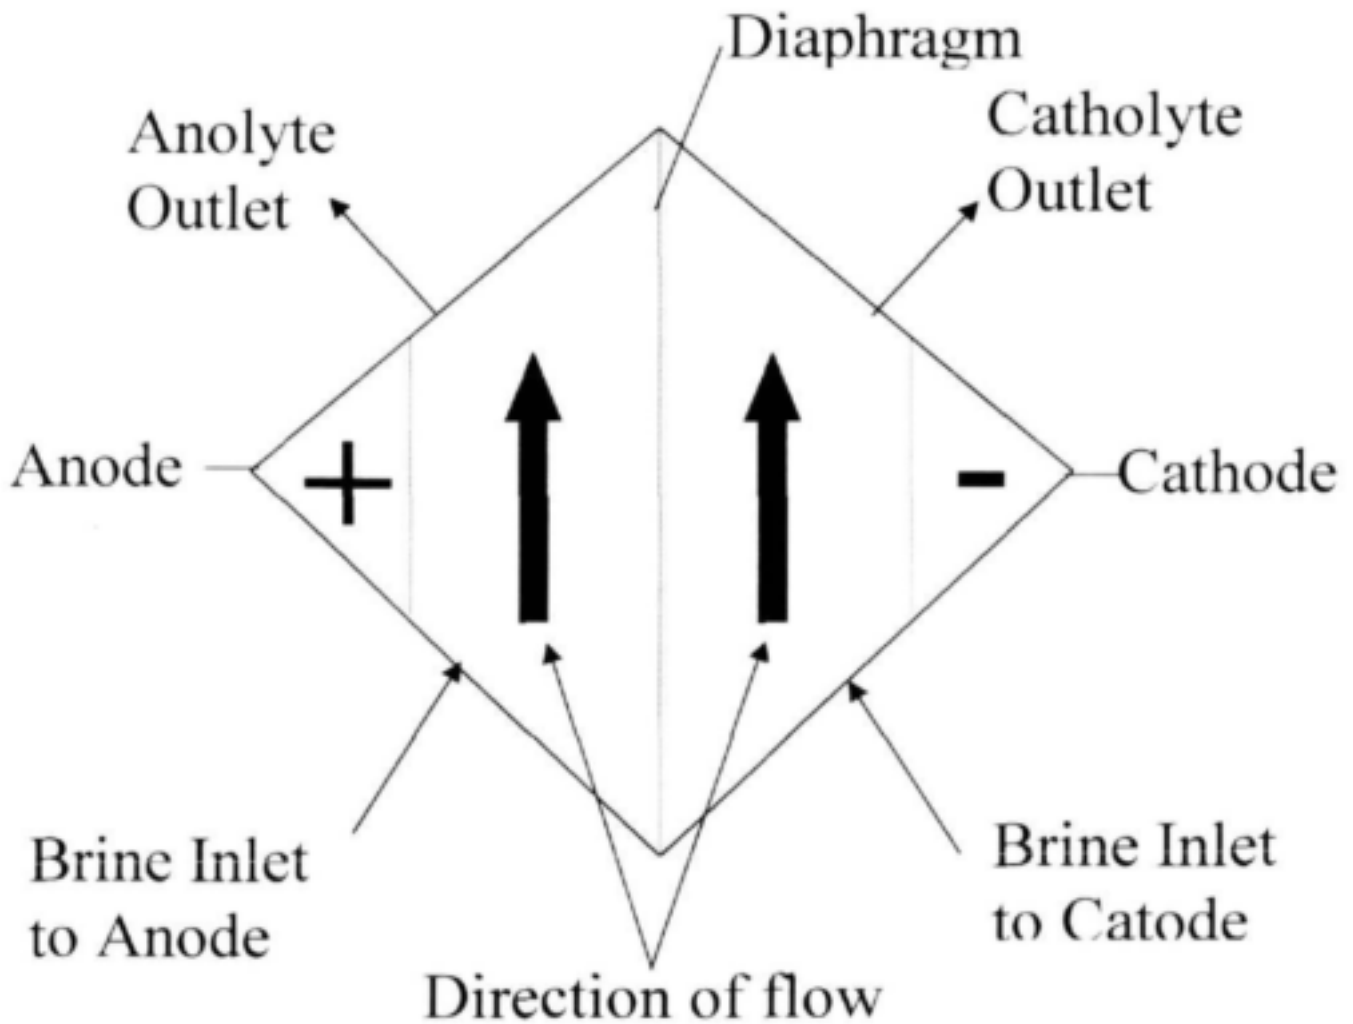 Diaphragm
Anolyte
Outlet
Catholyte
Outlet
Anode
+
-
Cathode
Brine Inlet
to Anode
Brine Inlet
to Catode
Direction of flow